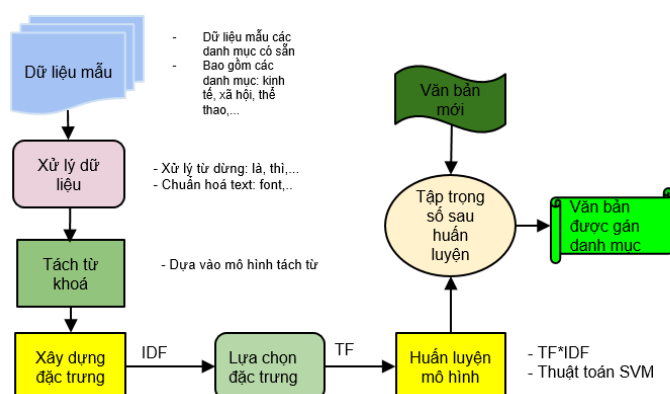 Dữ liệu mẫu
- Dữ liệu mẫu các
danh mục có sẵn
- Bao gồm các
danh mục: kinh
tế, xã hội, thể
thao,...
Văn bản
mới
Xử lý dữ
liệu
- Xử lý từ dừng: là, thì,...
- Chuẩn hoá text: font,..
Tập trọng
số sau
huấn
luyện
Văn bản
được gán
danh mục
Tách từ
khoá
- Dựa vào mô hình tách từ
Xây dựng
đặc trưng
IDF
Lựa chọn
đặc trưng
TF
Huấn luyện
mô hình
- TF*IDF
- Thuật toán SVM